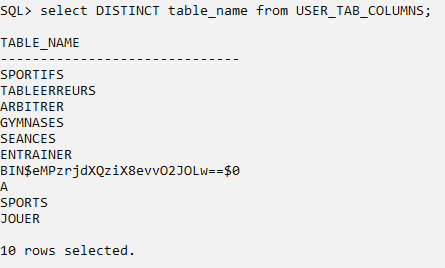 SQL> select DISTINCT table_name from USER_TAB_COLUMNS;
TABLE_NAME
------------------------------
SPORTIFS
TABLEERREURS
ARBITRER
GYMNASES
SEANCES
ENTRAINER
BIN$eMPzrjdXQziX8evvO2JOLw==$0
A
SPORTS
JOUER
10 rows selected.